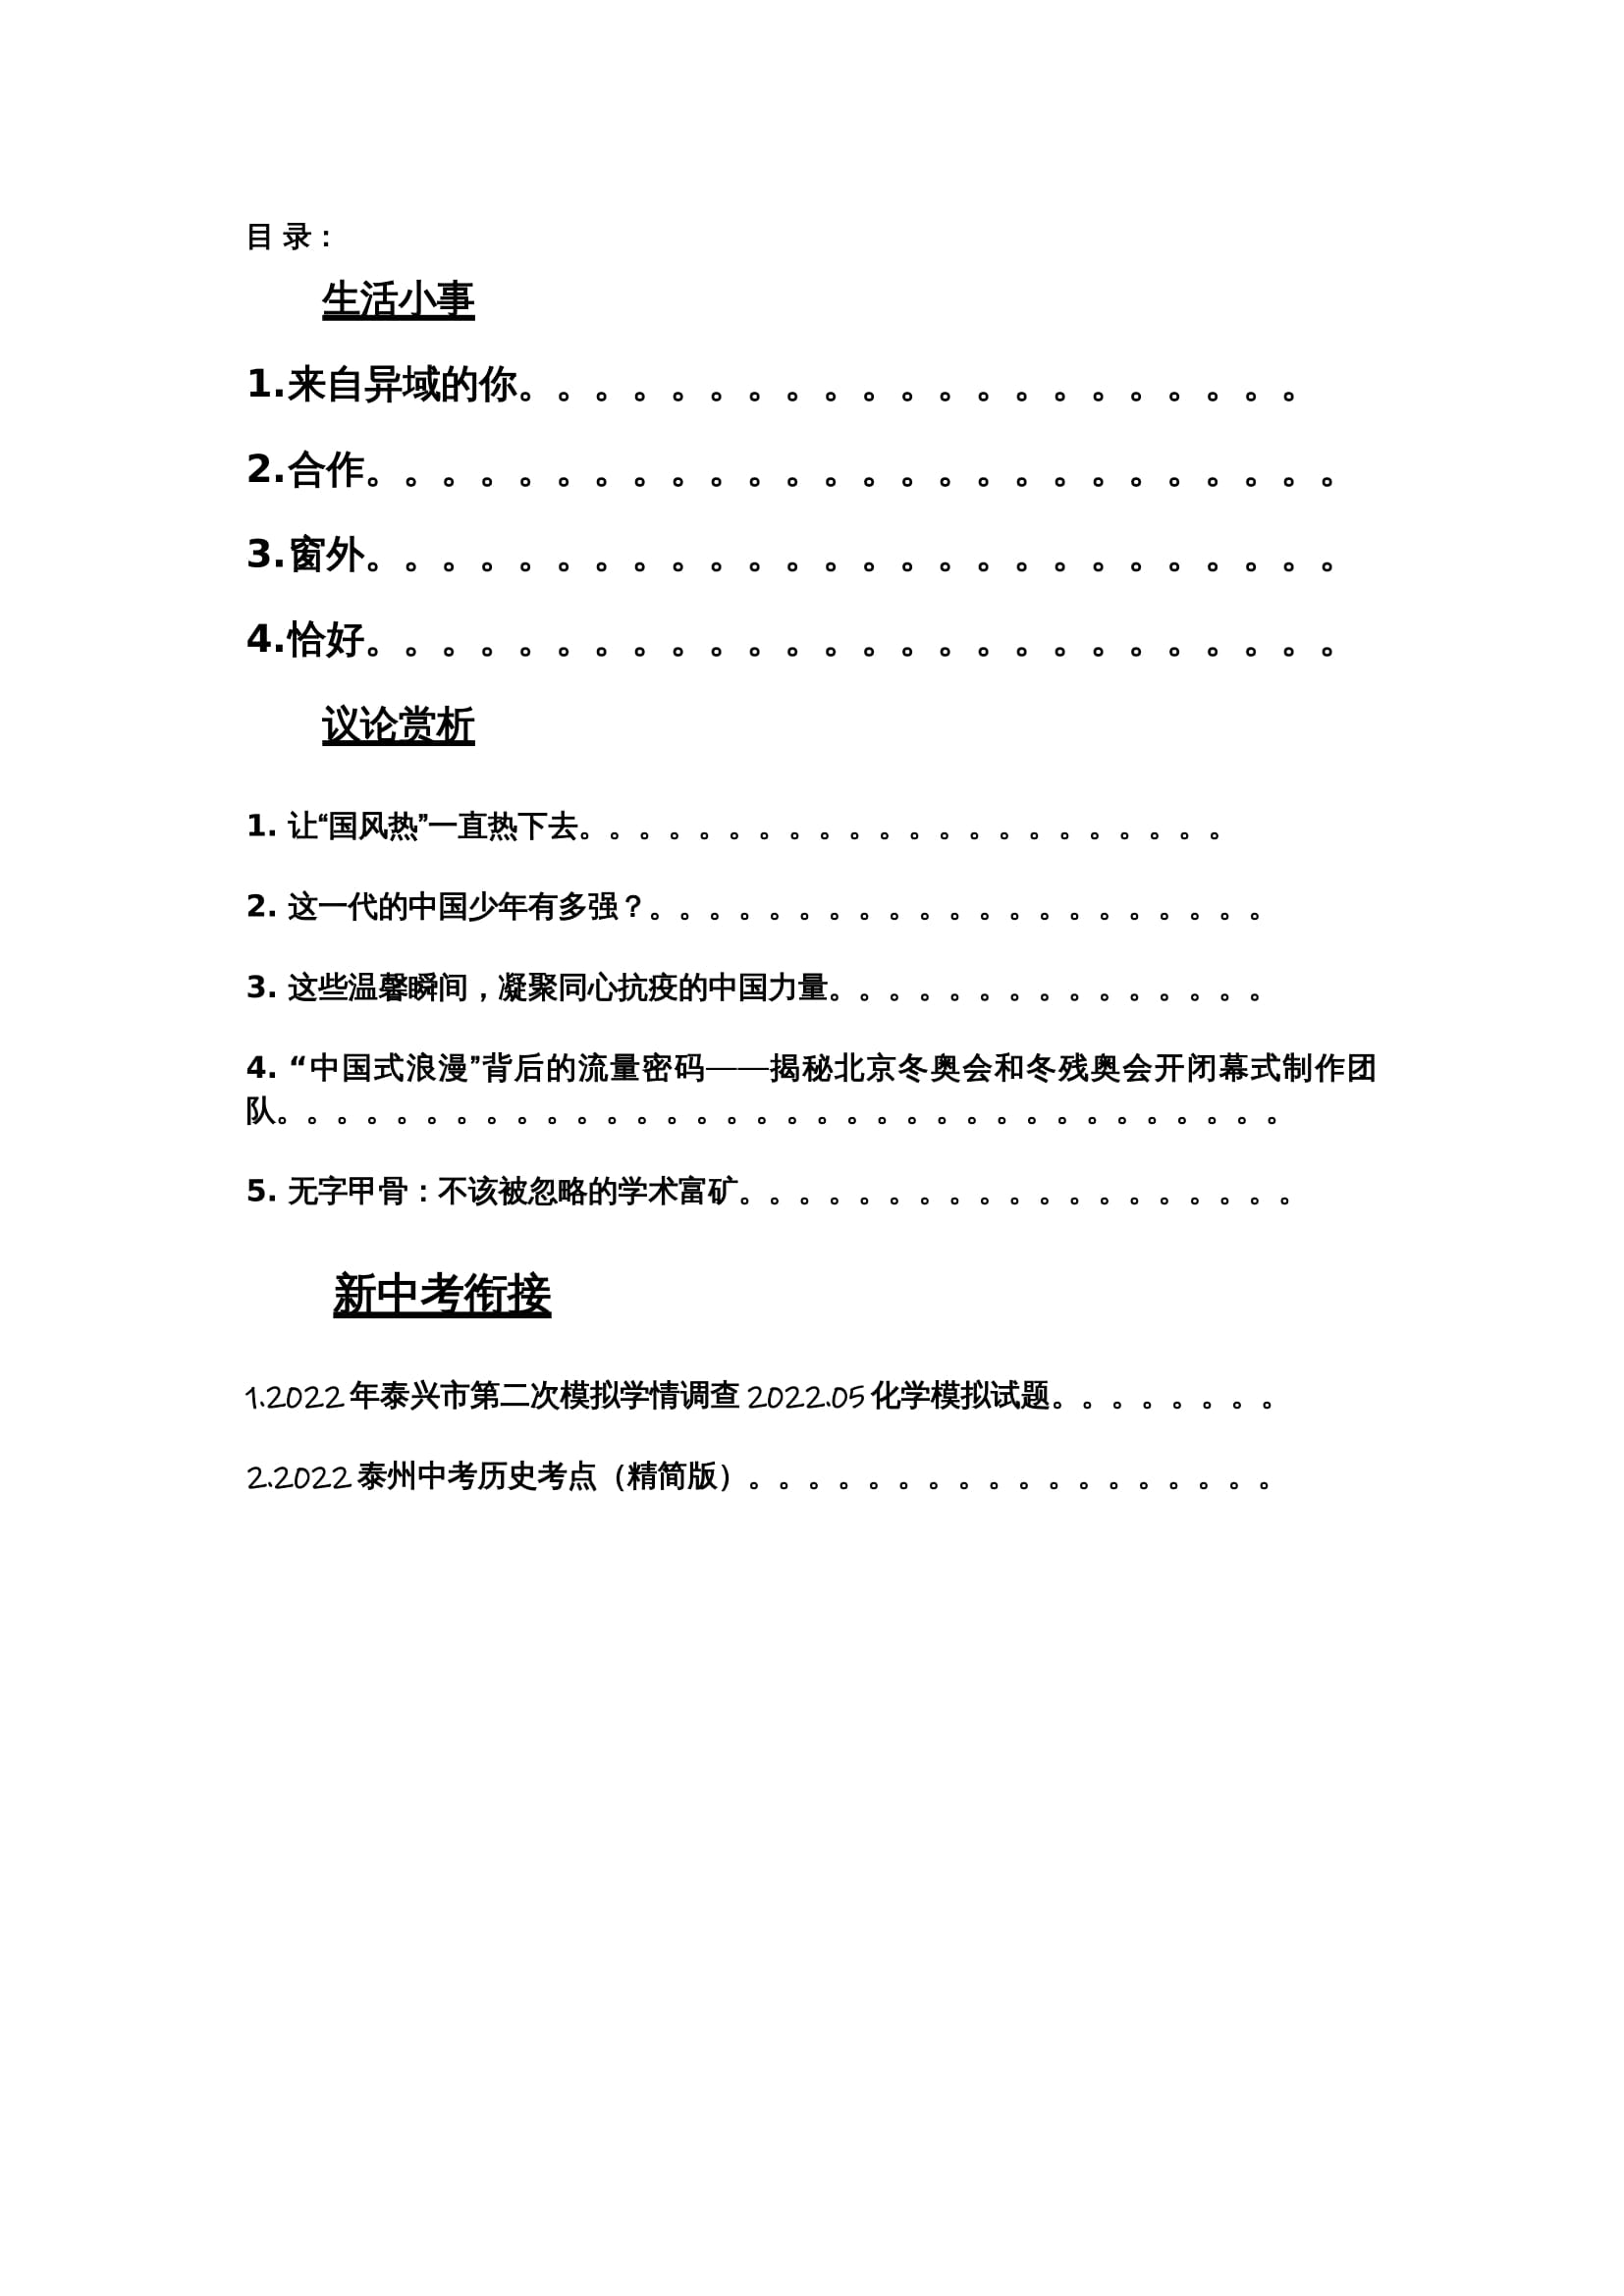 目 录：
生活小事
1.来自异域的你。。。。。。。。。。。。。。。。。。。。。
2.合作。。。。。。。。。。。。。。。。。。。。。。。。。。
3.窗外。。。。。。。。。。。。。。。。。。。。。。。。。。
4.恰好。。。。。。。。。。。。。。。。。。。。。。。。。。
议论赏析
1. 让“国风热”一直热下去。。。。。。。。。。。。。。。。。。。。。。
2. 这一代的中国少年有多强？。。。。。。。。。。。。。。。。。。。。。
3. 这些温馨瞬间，凝聚同心抗疫的中国力量。。。。。。。。。。。。。。。
4. “中国式浪漫”背后的流量密码——揭秘北京冬奥会和冬残奥会开闭幕式制作团
队。。。。。。。。。。。。。。。。。。。。。。。。。。。。。。。。。。
5. 无字甲骨：不该被忽略的学术富矿。。。。。。。。。。。。。。。。。。。
新中考衔接
1.2022 年泰兴市第二次模拟学情调查 2022.05 化学模拟试题。。。。。。。。
2.2022 泰州中考历史考点（精简版）。。。。。。。。。。。。。。。。。。